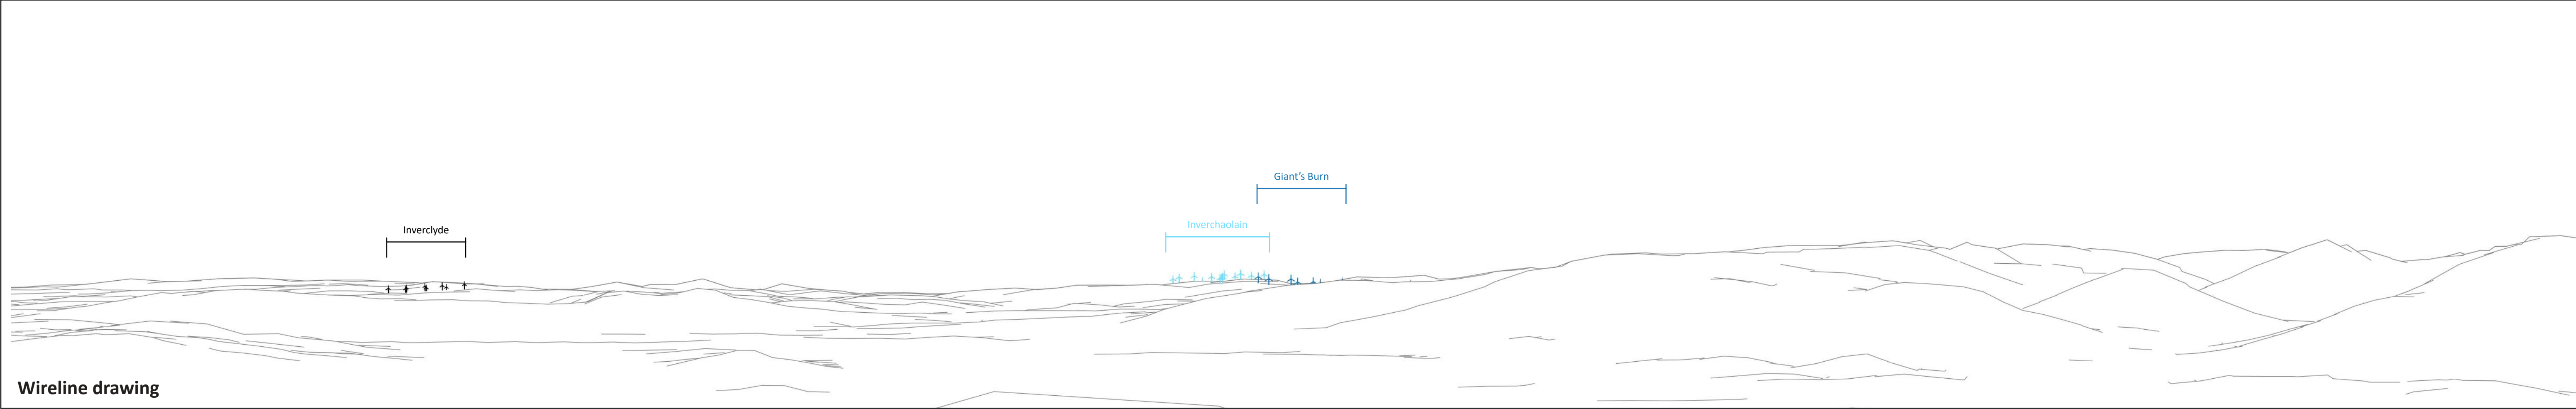 Giant’s Burn
Inverchaolain
Inverclyde
Wireline drawing